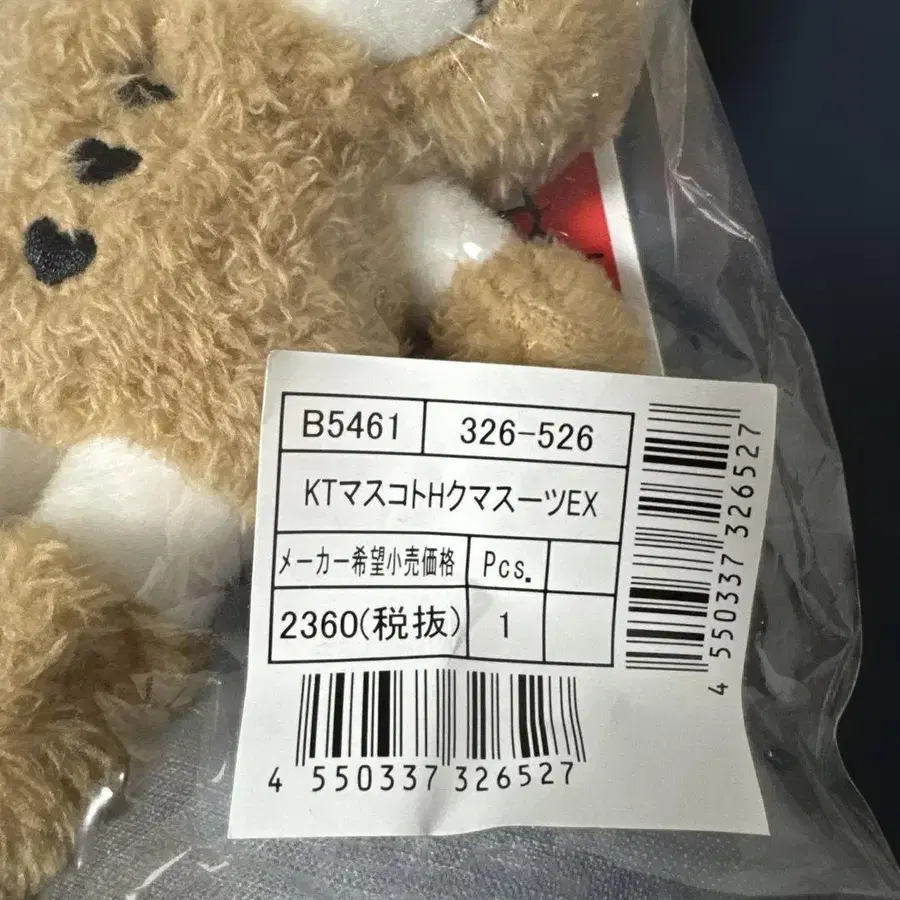 B5461 326-526
KTマスコトHクマスーツEX
メーカー希望小売価格 Pcs.
2360(税抜) 1
4 550337 326527
4 550337 326527